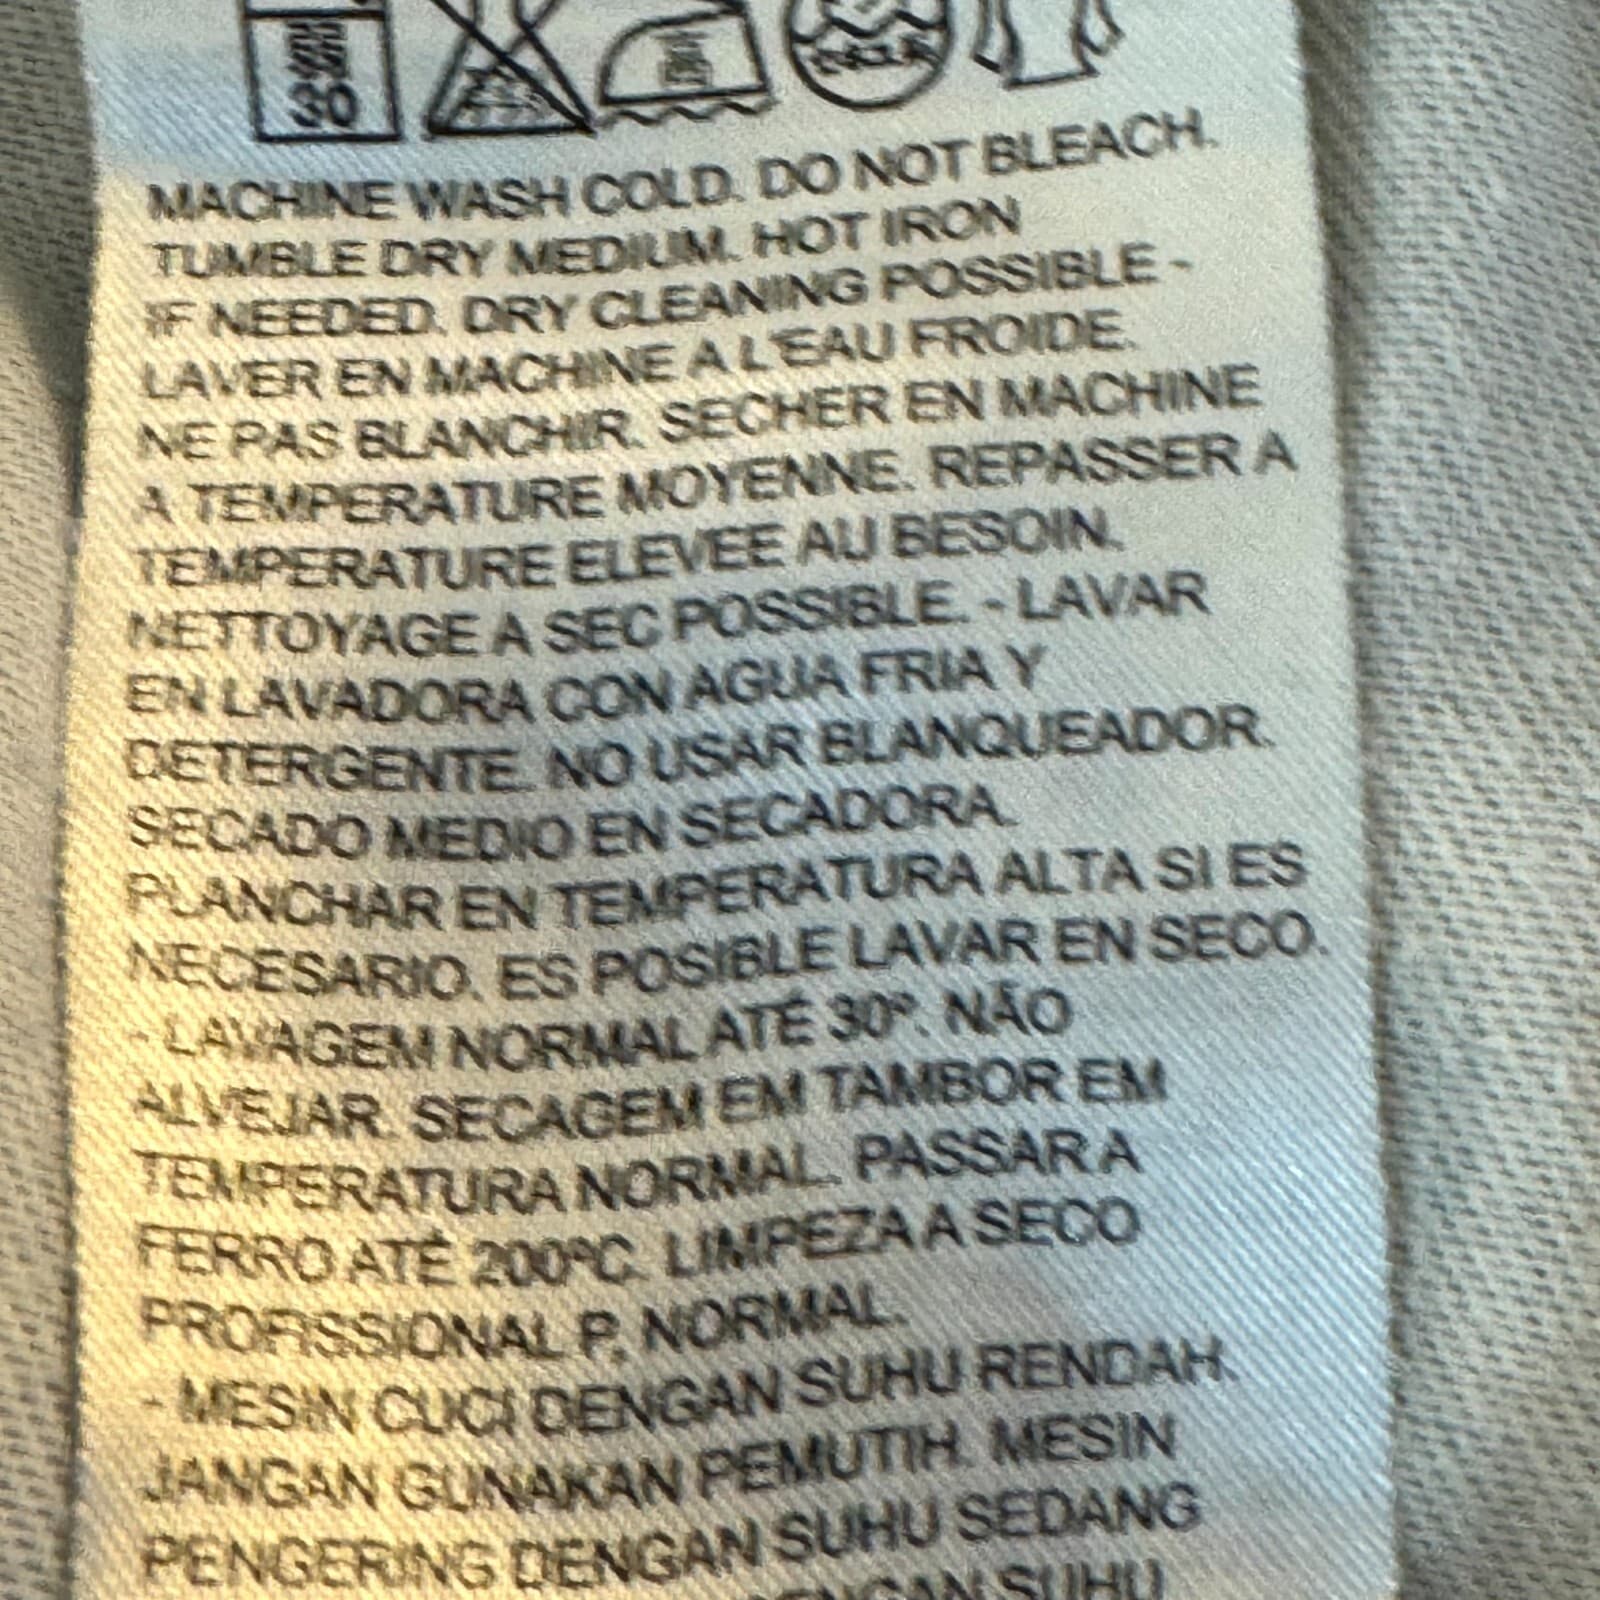 30
MACHINE WASH COLD. DO NOT BLEACH.
TUMBLE DRY MEDIUM. HOT IRON
IF NEEDED. DRY CLEANING POSSIBLE -
LAVER EN MACHINE A L'EAU FROIDE.
NE PAS BLANCHIR. SECHER EN MACHINE
A TEMPERATURE MOYENNE. REPASSER A
TEMPERATURE ELEVEE AU BESOIN.
NETTOYAGE A SEC POSSIBLE. - LAVAR
EN LAVADORA CON AGUA FRIA Y
DETERGENTE. NO USAR BLANQUEADOR.
SECADO MEDIO EN SECADORA.
PLANCHAR EN TEMPERATURA ALTA SI ES
NECESARIO. ES POSIBLE LAVAR EN SECO.
- LAVAGEM NORMAL ATÉ 30º. NÃO
ALVEJAR. SECAGEM EM TAMBOR EM
TEMPERATURA NORMAL. PASSAR A
FERRO ATÉ 200ºC. LIMPEZA A SECO
PROFISSIONAL P, NORMAL.
- MESIN CUCI DENGAN SUHU RENDAH.
JANGAN GUNAKAN PEMUTIH. MESIN
PENGERING DENGAN SUHU SEDANG
DENGAN SUHU